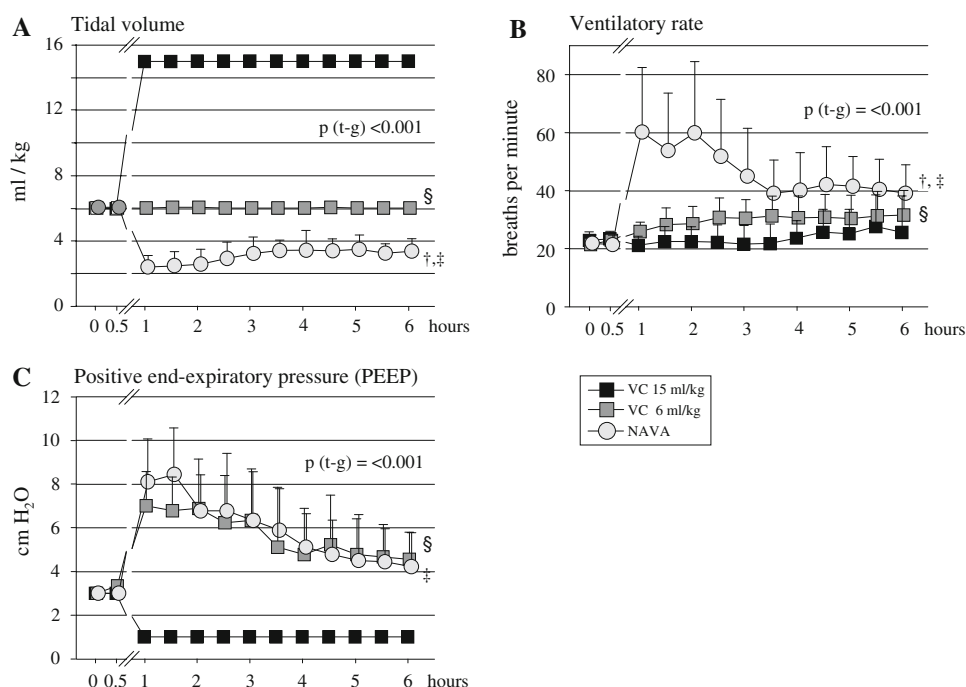 A Tidal volume
16
12
8
4
0
ml / kg
p (t-g) <0.001
§
†,‡
0 0.5 1 2 3 4 5 6 hours
B Ventilatory rate
80
60
40
20
0
breaths per minute
p (t-g) = <0.001
†, ‡
§
0 0.5 1 2 3 4 5 6 hours
C Positive end-expiratory pressure (PEEP)
12
10
8
6
4
2
0
cm H₂O
p (t-g) = <0.001
§
‡
0 0.5 1 2 3 4 5 6 hours
VC 15 ml/kg
VC 6 ml/kg
NAVA